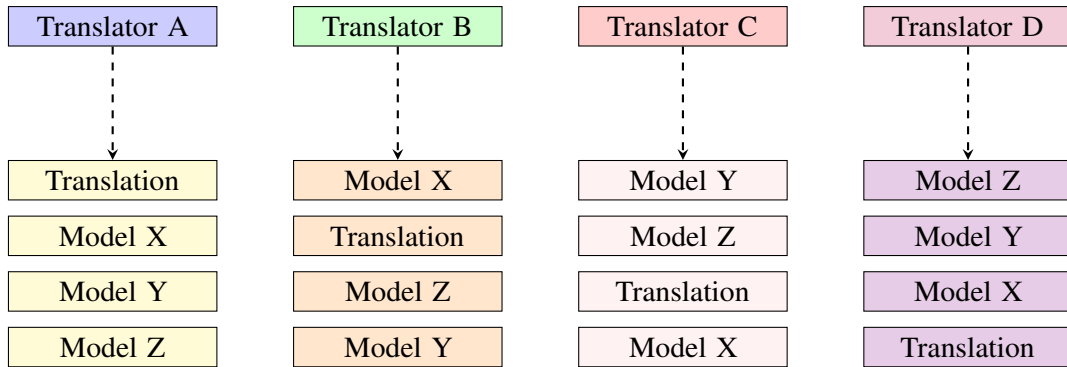 Translator A
Translator B
Translator C
Translator D
Translation
Model X
Model Y
Model Z
Model X
Translation
Model Z
Model Y
Model Y
Model Z
Translation
Model X
Model Z
Model Y
Model X
Translation